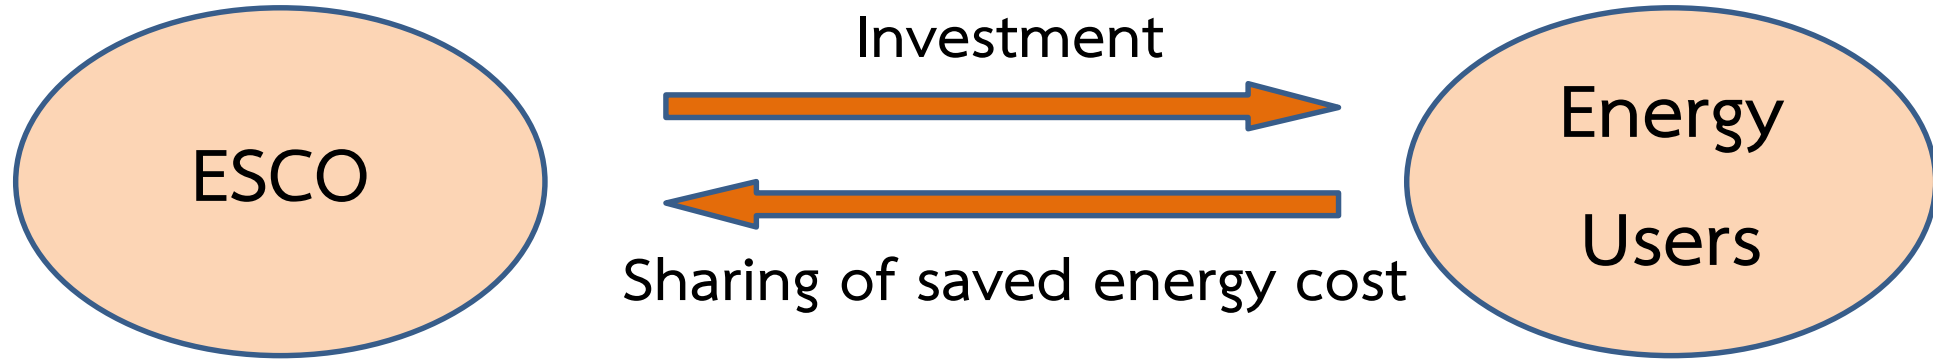 Investment
ESCO
Energy
Users
Sharing of saved energy cost